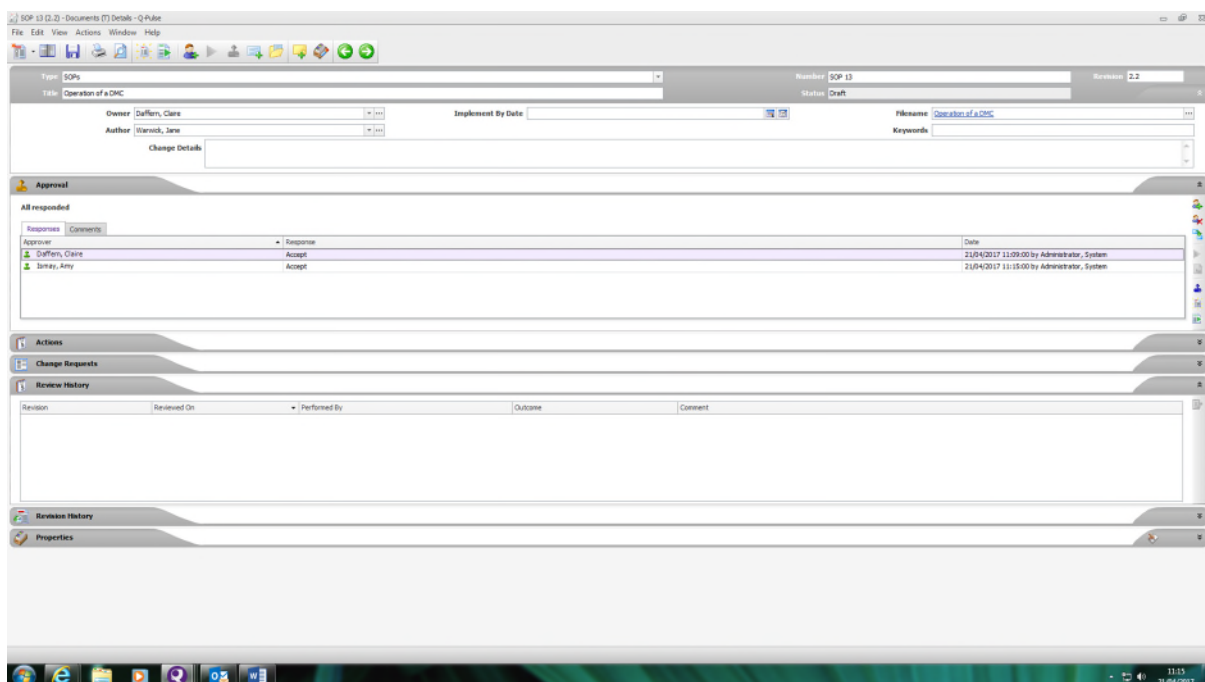 SOP 13 (2.2) - Documents (T) Details - Q-Pulse
File Edit View Actions Window Help
Type SOPs Number SOP 13 Revision 2.2
Title Operation of a DMC Status Draft
Owner Daffern, Claire Implement By Date Filename Operation of a DMC
Author Warwick, Jane Keywords
Change Details
Approval
All responded
Responses Comments
Approver Response Date
Daffern, Claire Accept 21/04/2017 11:09:00 by Administrator, System
Ismay, Amy Accept 21/04/2017 11:15:00 by Administrator, System
Actions
Change Requests
Review History
Revision Reviewed On Performed By Outcome Comment
Revision History
Properties
11:15
21/04/2017